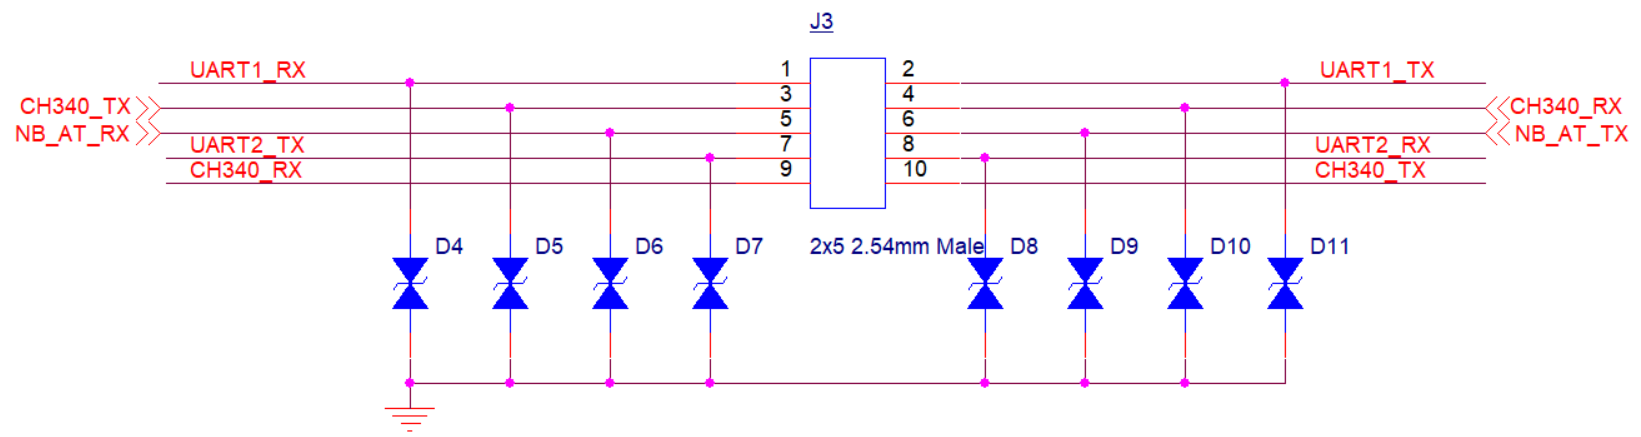 J3
UART1_RX 1 2 UART1_TX
CH340_TX 3 4 CH340_RX
NB_AT_RX 5 6 NB_AT_TX
UART2_TX 7 8 UART2_RX
CH340_RX 9 10 CH340_TX
D4 D5 D6 D7 2x5 2.54mm Male D8 D9 D10 D11